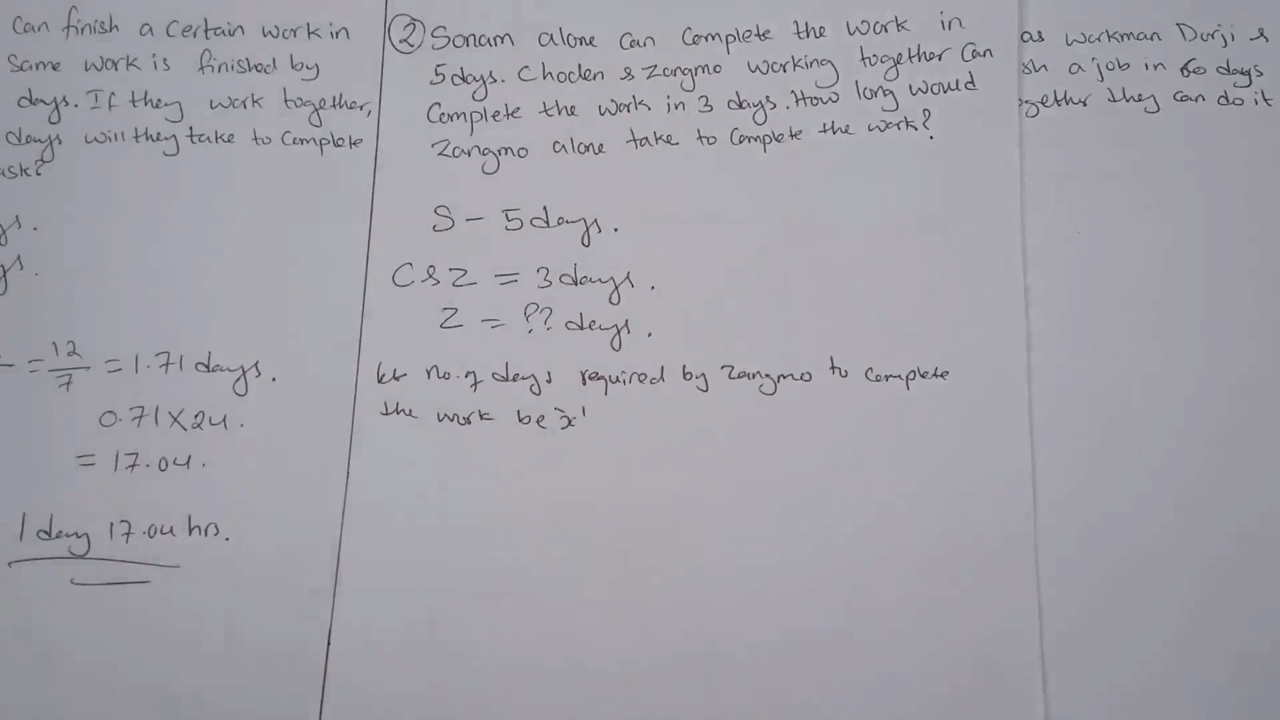 can finish a certain work in
Same work is finished by
days. If they work together,
days will they take to complete
ask?
ys.
ys.
= 12/7 = 1.71 days.
0.71 X 24.
= 17.04.
1 day 17.04 hrs.
② Sonam alone can complete the work in
5 days. Choden & Zangmo working together can
Complete the work in 3 days. How long would
Zangmo alone take to complete the work?
S - 5 days.
C & Z = 3 days.
Z = ?? days.
let no. of days required by Zangmo to complete
the work be 'x'
as workman Dorji &
sh a job in 60 days
ogether they can do it